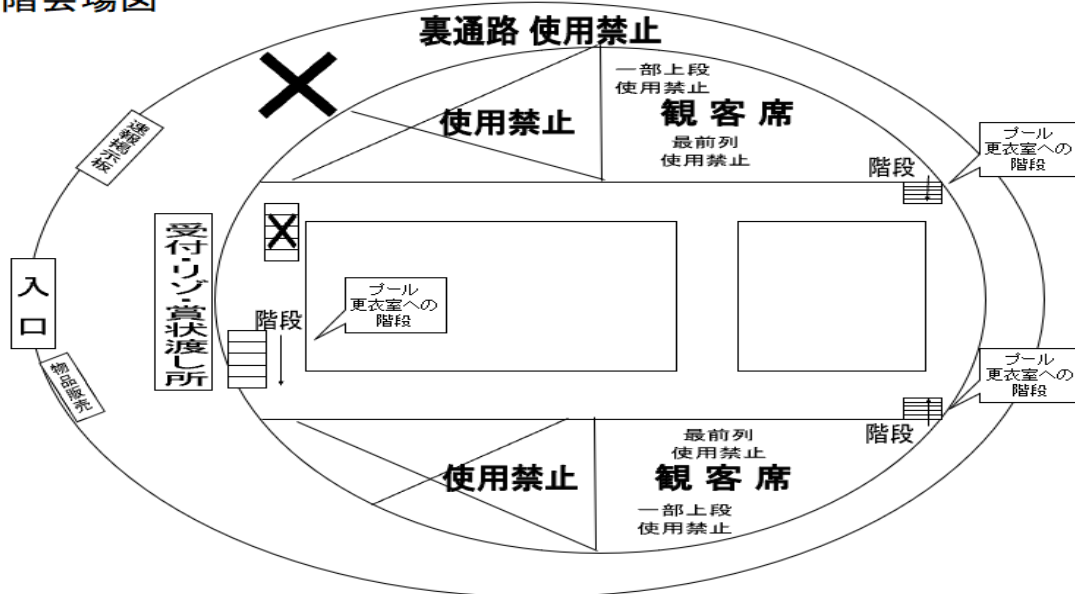 階会場図
裏通路 使用禁止
一部上段
使用禁止
使用禁止
観客席
最前列
使用禁止
階段
プール
更衣室への
階段
速報掲示板
受付・リゾ・賞状渡し所
入口
プール
更衣室への
階段
階段
物品販売
プール
更衣室への
階段
階段
最前列
使用禁止
使用禁止
観客席
一部上段
使用禁止